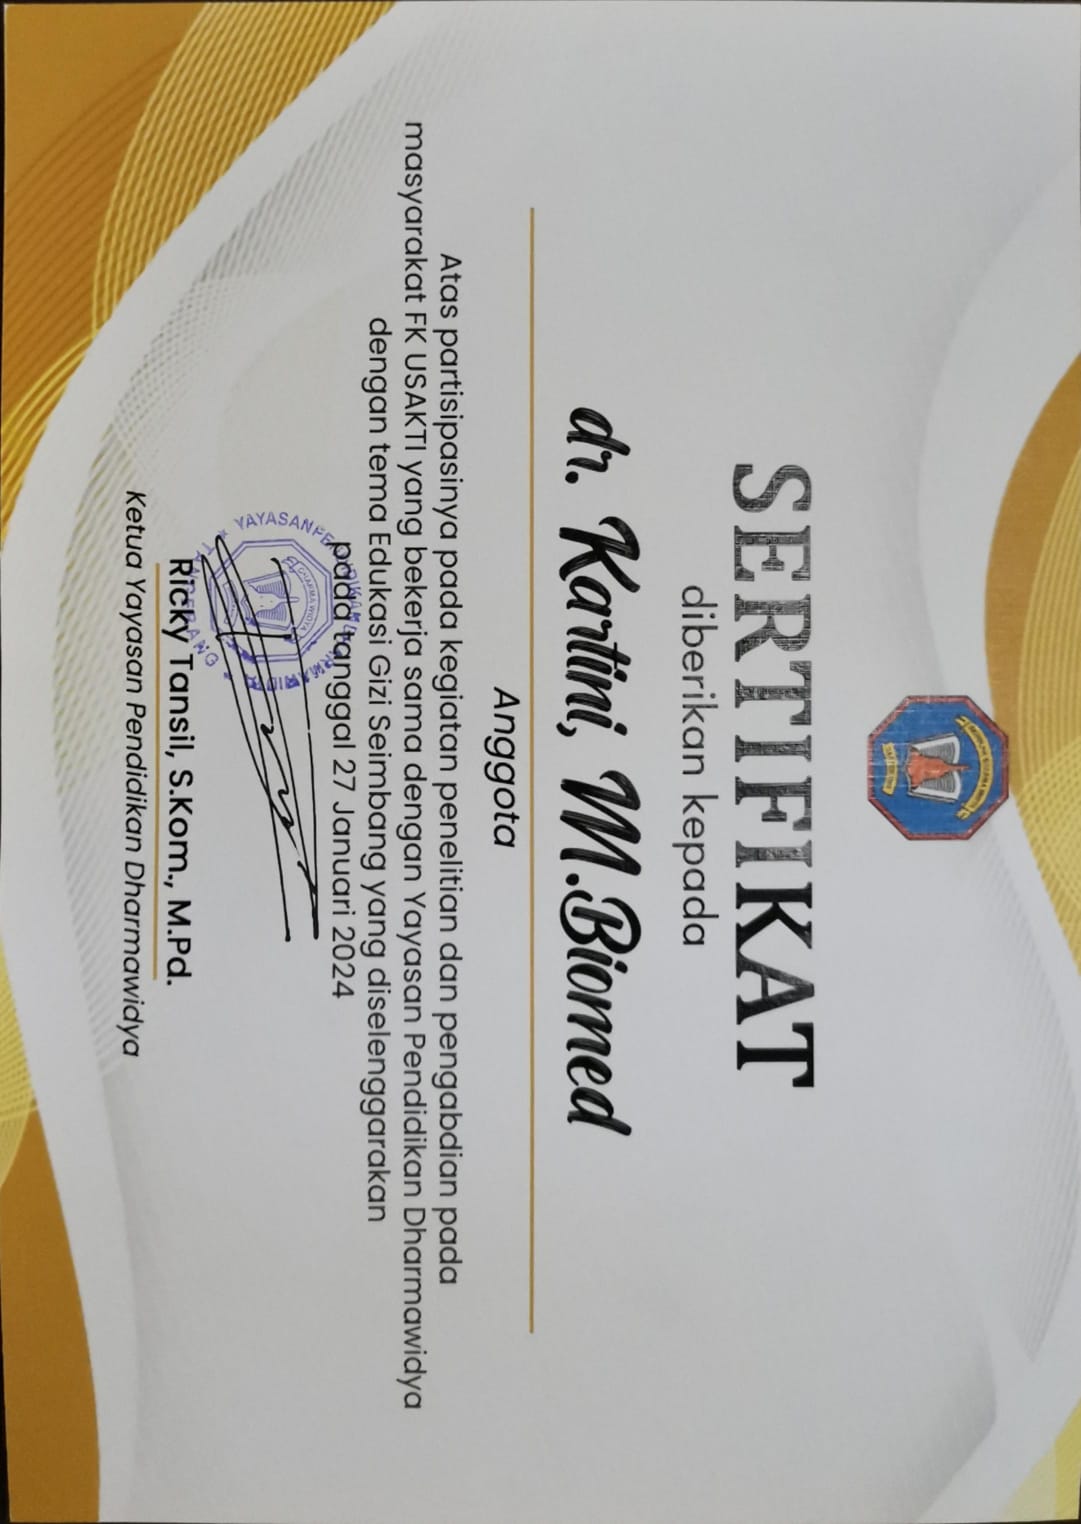 SERTIFIKAT
diberikan kepada
dr. Kartini, M.Biomed
Anggota
Atas partisipasinya pada kegiatan penelitian dan pengabdian pada
masyarakat FK USAKTI yang bekerja sama dengan Yayasan Pendidikan Dharmawidya
dengan tema Edukasi Gizi Seimbang yang diselenggarakan
pada tanggal 27 Januari 2024
Ricky Tansil, S.Kom., M.Pd.
Ketua Yayasan Pendidikan Dharmawidya